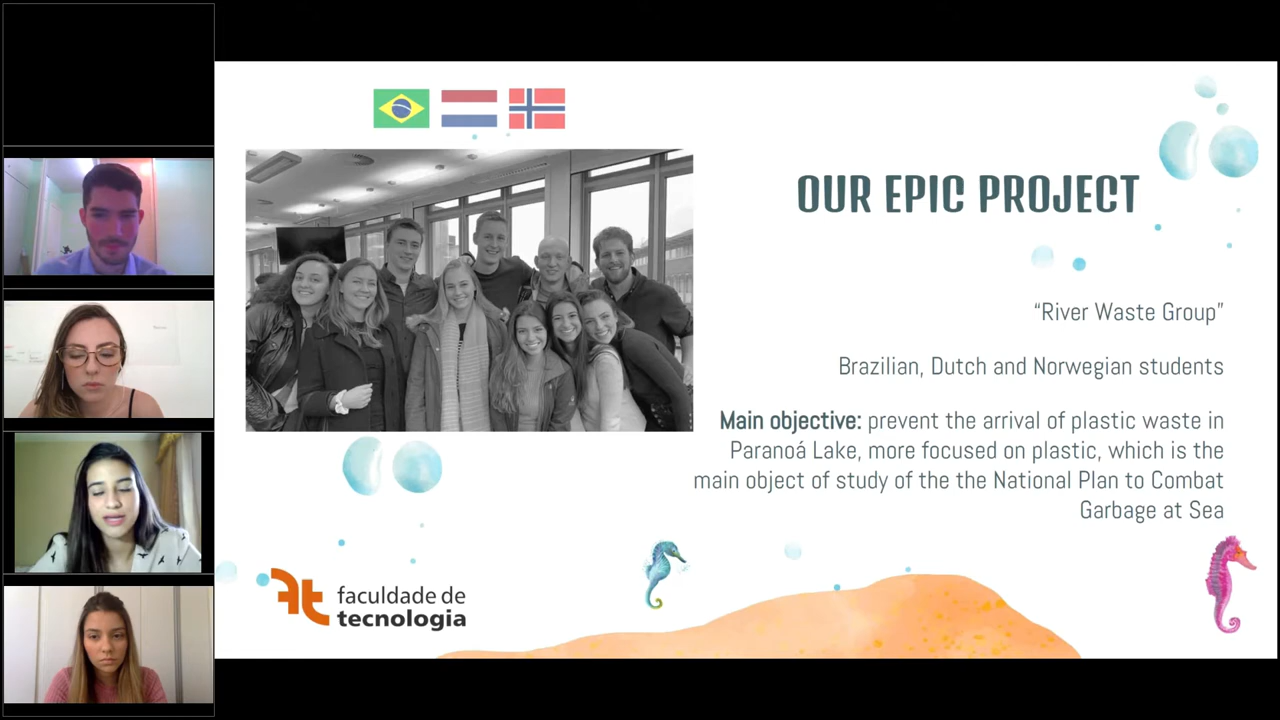 OUR EPIC PROJECT
“River Waste Group”
Brazilian, Dutch and Norwegian students
Main objective: prevent the arrival of plastic waste in
Paranoá Lake, more focused on plastic, which is the
main object of study of the the National Plan to Combat
Garbage at Sea
ft faculdade de
tecnologia